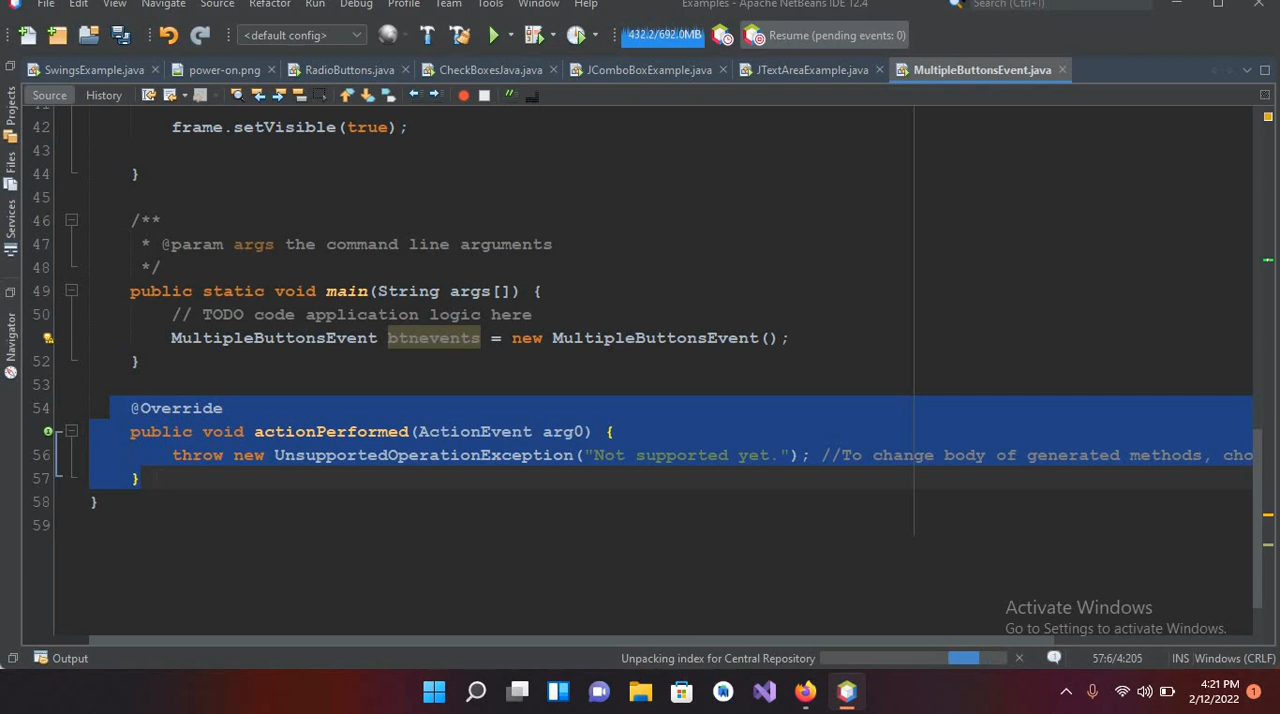 File Edit View Navigate Source Refactor Run Debug Profile Team Tools Window Help Examples - Apache NetBeans IDE 12.4 Search (Ctrl+I)
<default config> 432.2/692.0MB Resume (pending events: 0)
SwingsExample.java power-on.png RadioButtons.java CheckBoxesJava.java JComboBoxExample.java JTextAreaExample.java MultipleButtonsEvent.java
Source History
Projects
Files
Services
Navigator
41
42 frame.setVisible(true);
43
44 }
45
46 /**
47 * @param args the command line arguments
48 */
49 public static void main(String args[]) {
50 // TODO code application logic here
MultipleButtonsEvent btnevents = new MultipleButtonsEvent();
52 }
53
54 @Override
public void actionPerformed(ActionEvent arg0) {
56 throw new UnsupportedOperationException("Not supported yet."); //To change body of generated methods, cho
57 }
58 }
59
Activate Windows
Go to Settings to activate Windows.
Output Unpacking index for Central Repository 57:6/4:205 INS Windows (CRLF)
4:21 PM
2/12/2022
1